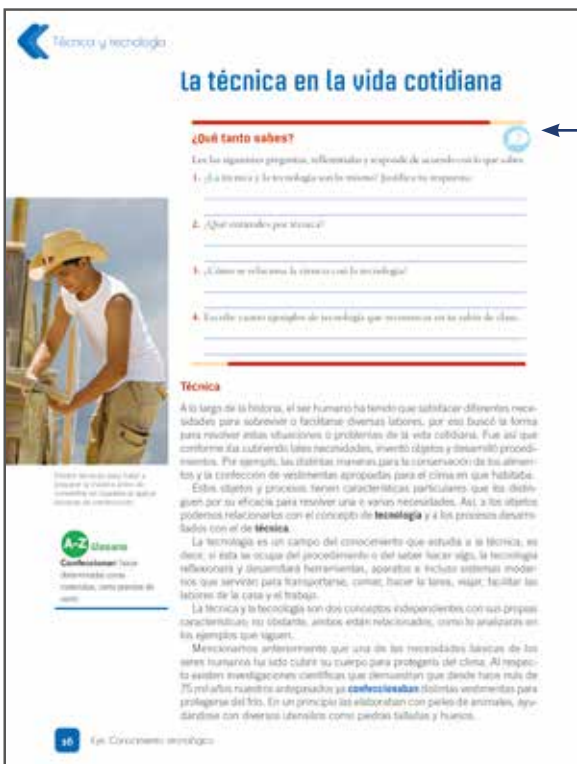 Técnica y tecnología
La técnica en la vida cotidiana
¿Qué tanto sabes?
Lee las siguientes preguntas, refléxionalas y responde de acuerdo con lo que sabes.
1. ¿La técnica y la tecnología son lo mismo? Justifica tu respuesta.
2. ¿Qué entiendes por técnica?
3. ¿Cómo se relaciona la técnica con la tecnología?
4. Escribe cuatro ejemplos de tecnología que reconozcas en tu salón de clase.
Técnica
A lo largo de la historia, el ser humano ha tenido que satisfacer diferentes nece-
sidades para sobrevivir o facilitarse diversas labores, por eso buscó la forma
para resolver estas situaciones o problemas de la vida cotidiana. Fue así que
conforme iba cubriendo tales necesidades, inventó objetos y desarrolló procedi-
mientos. Por ejemplo, las distintas maneras para la conservación de los alimen-
tos y la confección de vestimentas apropiadas para el clima en que habitaba.
Estos objetos y procesos tienen características particulares que los distin-
guen por su eficacia para resolver una o varias necesidades. Así, a los objetos
podemos relacionarlos con el concepto de tecnología y a los procesos desarro-
llados con el de técnica.
La tecnología es un campo del conocimiento que estudia a la técnica, es
decir, si ésta se ocupa del procedimiento o del saber hacer algo, la tecnología
reflexionará y desarrollará herramientas, aparatos e incluso sistemas moder-
nos que servirán para transportarse, comer, hacer la tarea, viajar, facilitar las
labores de la casa y el trabajo.
La técnica y la tecnología son dos conceptos independientes con sus propias
características; no obstante, ambos están relacionados, como lo analizarás en
los ejemplos que siguen.
Mencionamos anteriormente que una de las necesidades básicas de los
seres humanos ha sido cubrir su cuerpo para protegerlo del clima. Al respec-
to existen investigaciones científicas que demuestran que desde hace más de
75 mil años nuestros antepasados ya confeccionaban distintas vestimentas para
protegerse del frío. En un principio las elaboraban con pieles de animales, ayu-
dándose con diversos utensilios como piedras talladas y huesos.
A-Z Glosario
Confeccionar: hacer
determinadas cosas
materiales, como prendas de
vestir.
16 Eje. Conocimiento tecnológico